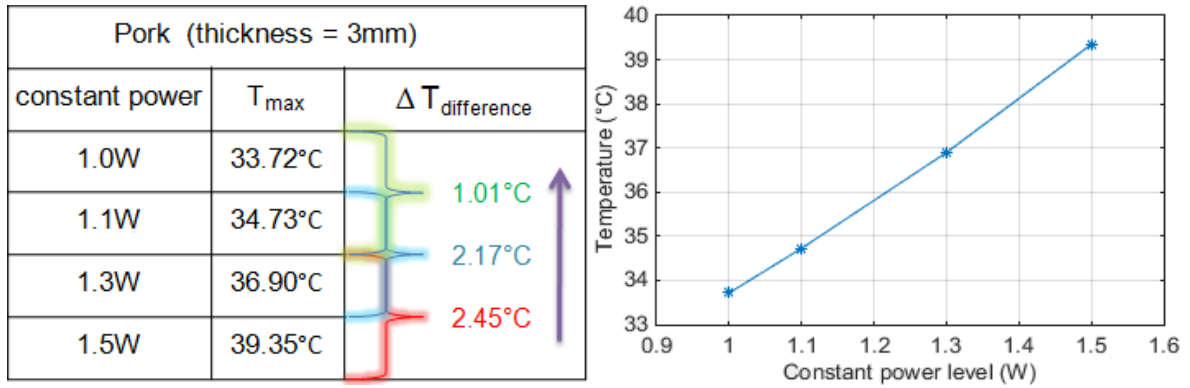 Pork (thickness = 3mm)
constant power T_max Δ T_difference
1.0W 33.72°C
1.01°C
1.1W 34.73°C
2.17°C
1.3W 36.90°C
2.45°C
1.5W 39.35°C
40
39
38
37
36
35
34
33
Temperature (°C)
0.9 1 1.1 1.2 1.3 1.4 1.5 1.6
Constant power level (W)